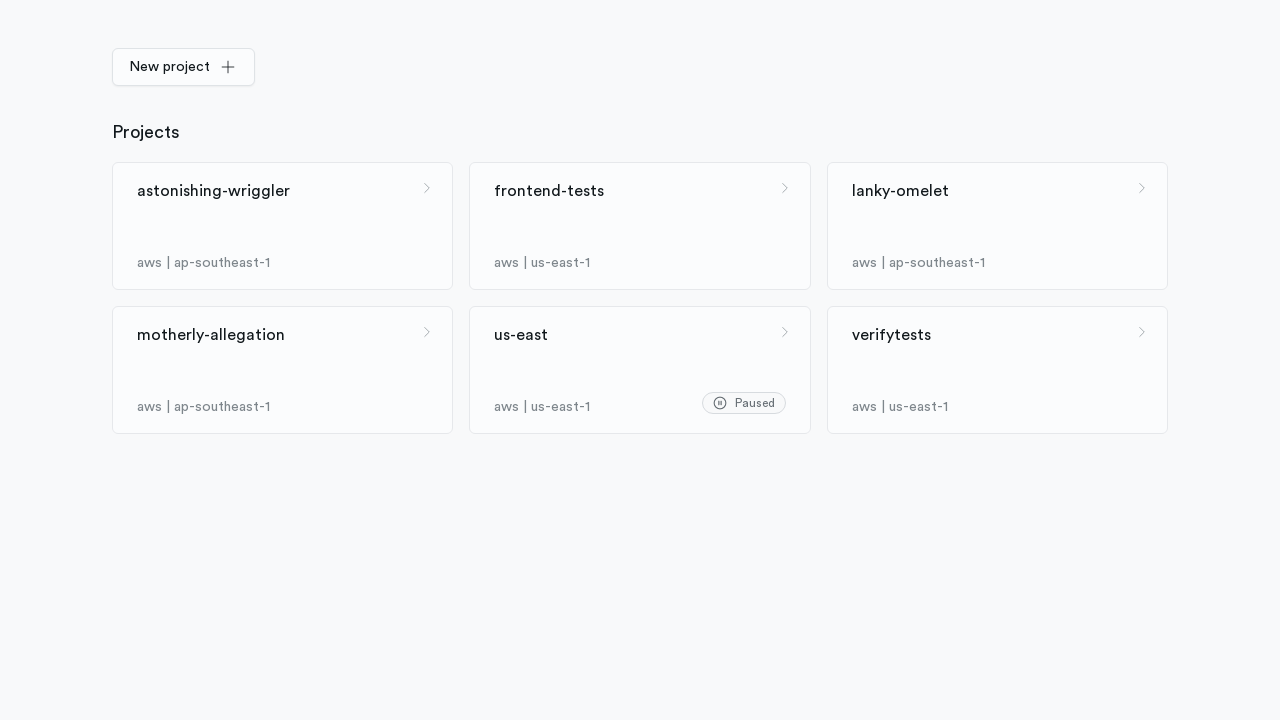 New project
Projects
astonishing-wriggler
aws | ap-southeast-1
frontend-tests
aws | us-east-1
lanky-omelet
aws | ap-southeast-1
motherly-allegation
aws | ap-southeast-1
us-east
aws | us-east-1
Paused
verifytests
aws | us-east-1